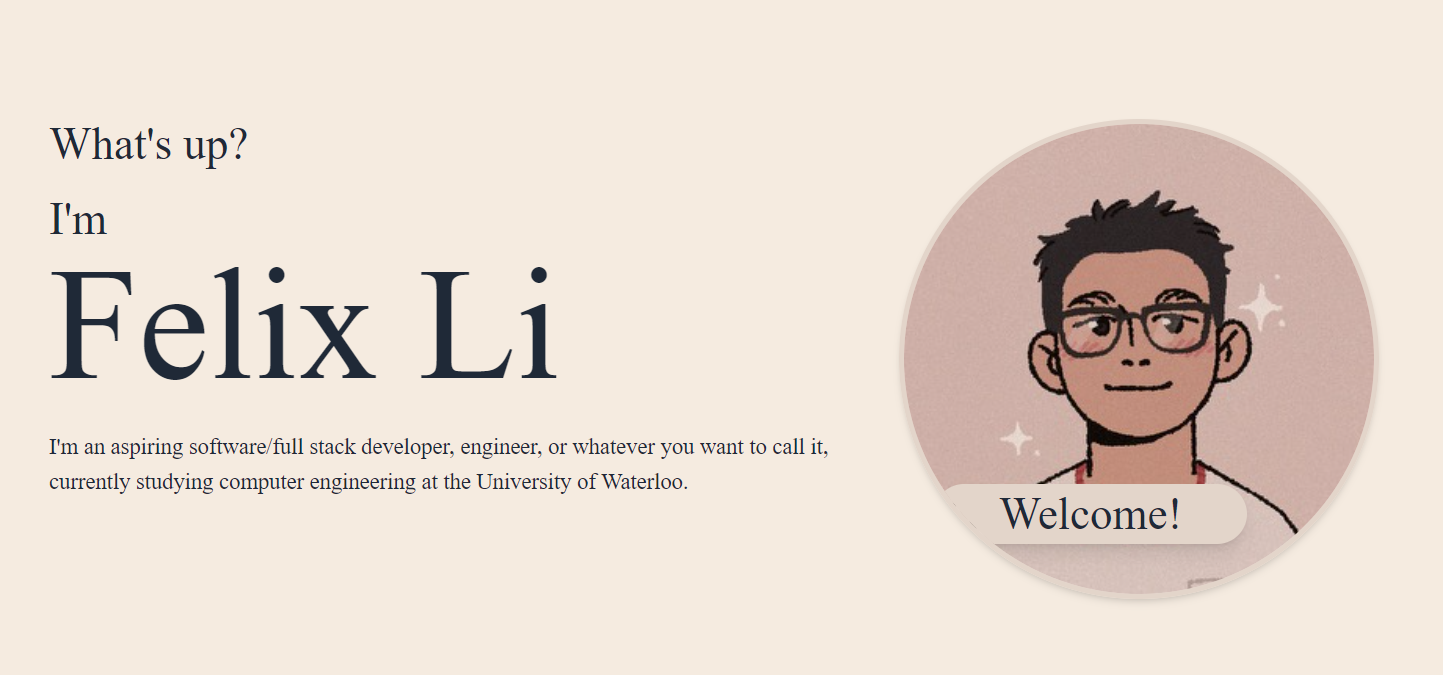 What's up?
I'm
Felix Li
I'm an aspiring software/full stack developer, engineer, or whatever you want to call it,
currently studying computer engineering at the University of Waterloo.
Welcome!